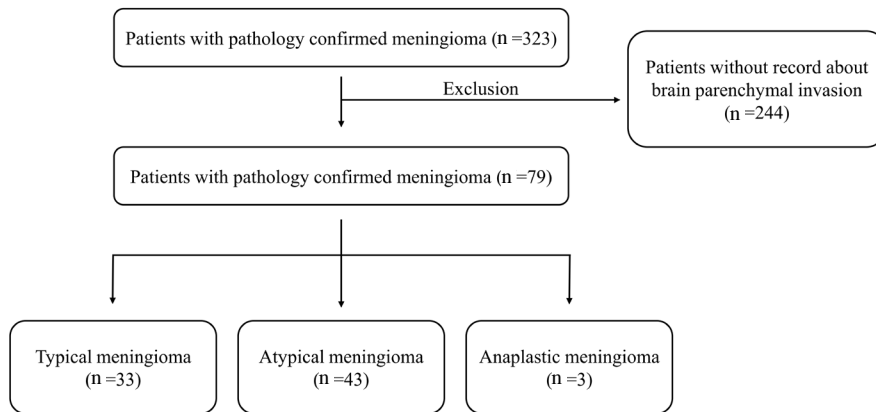 Patients with pathology confirmed meningioma (n =323)
Exclusion
Patients without record about
brain parenchymal invasion
(n =244)
Patients with pathology confirmed meningioma (n =79)
Typical meningioma
(n =33)
Atypical meningioma
(n =43)
Anaplastic meningioma
(n =3)